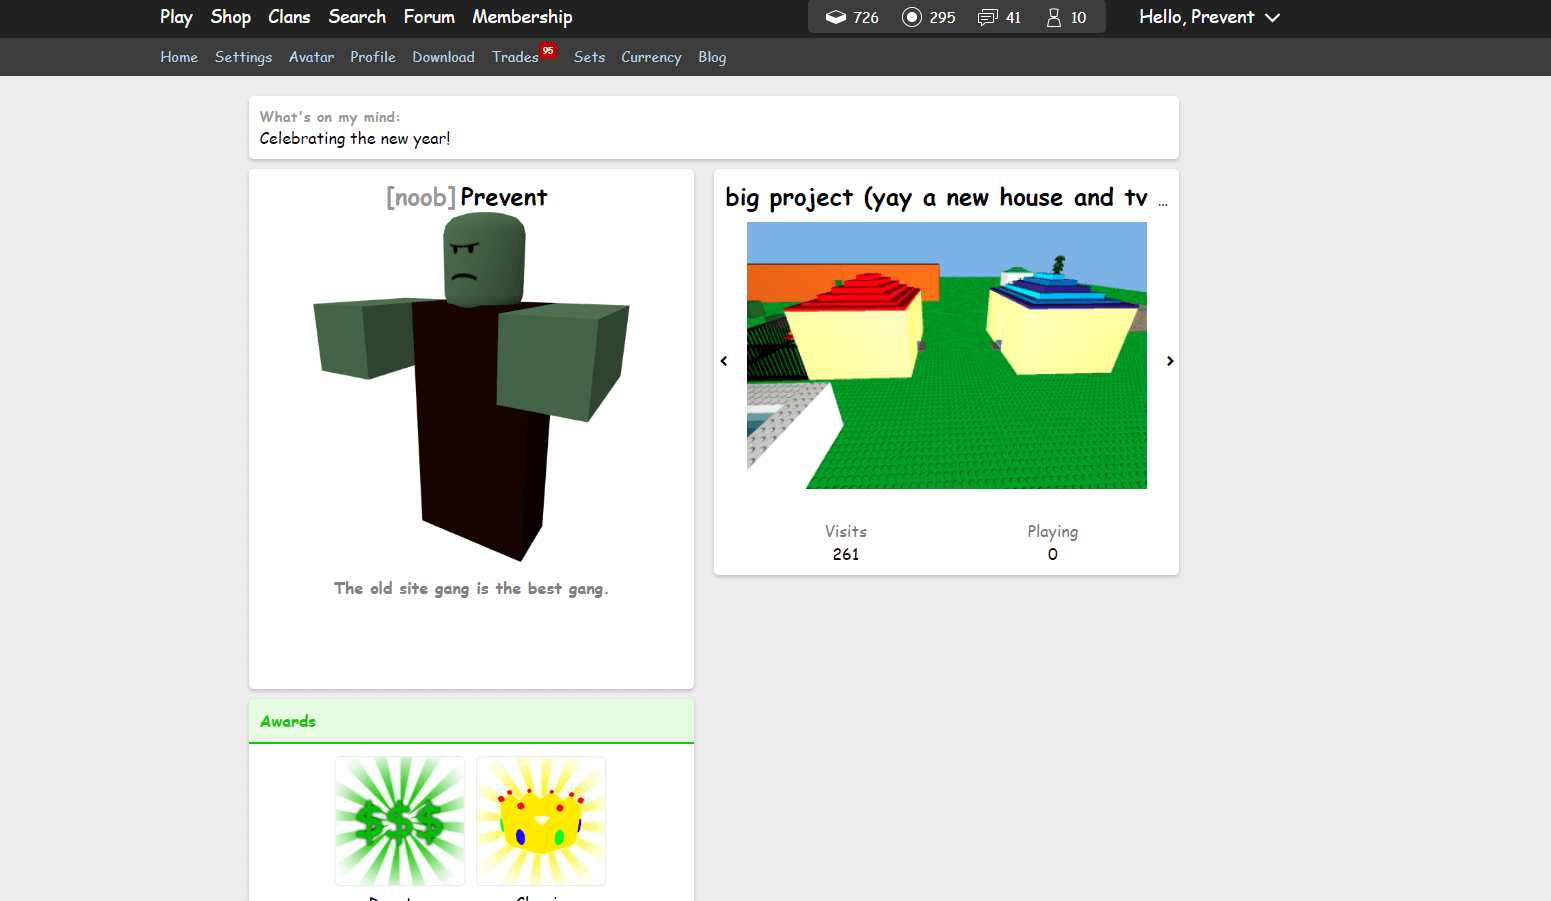 Play Shop Clans Search Forum Membership 726 295 41 10 Hello, Prevent
Home Settings Avatar Profile Download Trades 95 Sets Currency Blog
What's on my mind:
Celebrating the new year!
[noob] Prevent
The old site gang is the best gang.
big project (yay a new house and tv ...
Visits
261
Playing
0
Awards
$$$